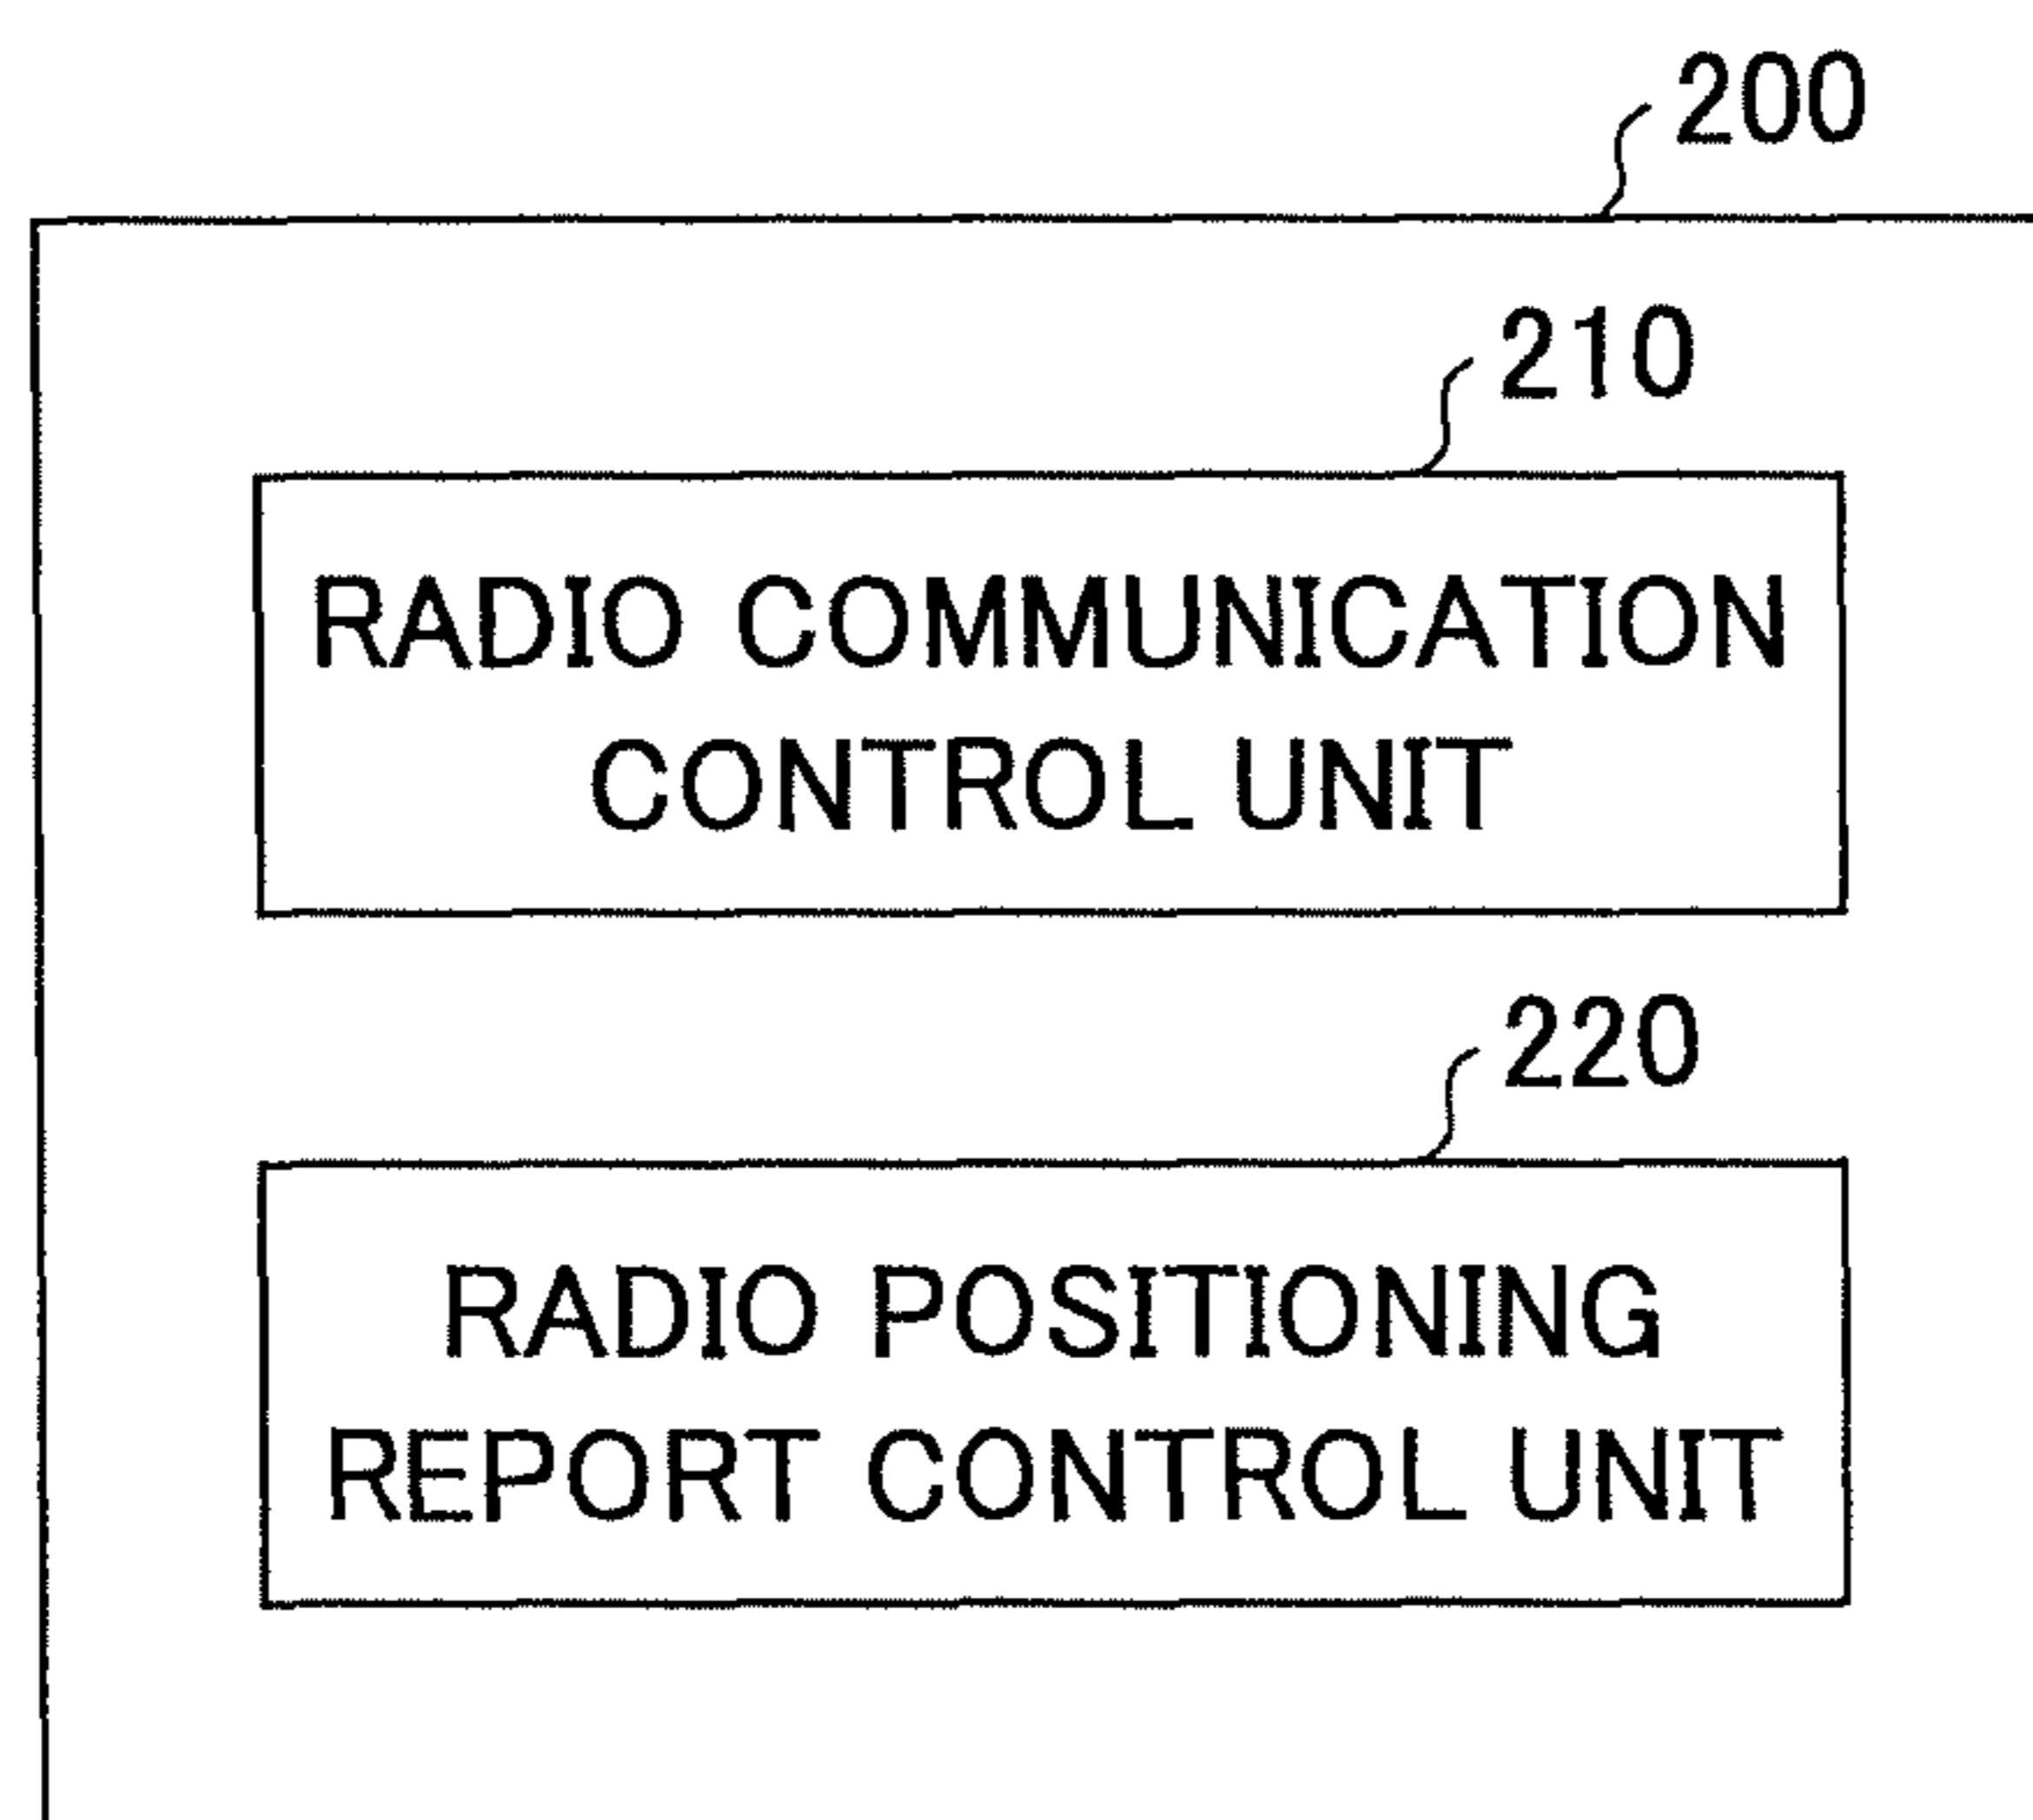 200
210
RADIO COMMUNICATION
CONTROL UNIT
220
RADIO POSITIONING
REPORT CONTROL UNIT